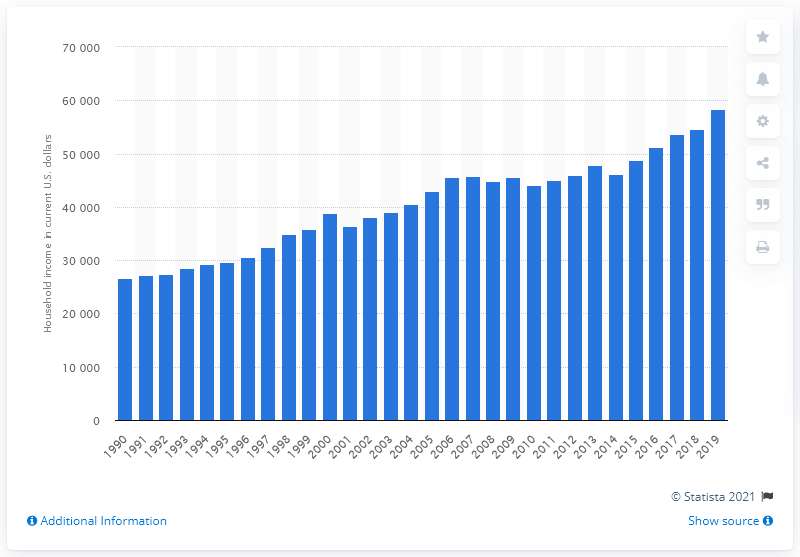 70 000
60 000
50 000
40 000
30 000
20 000
10 000
0
Household income in current U.S. dollars
1990 1991 1992 1993 1994 1995 1996 1997 1998 1999 2000 2001 2002 2003 2004 2005 2006 2007 2008 2009 2010 2011 2012 2013 2014 2015 2016 2017 2018 2019
© Statista 2021
Additional Information
Show source